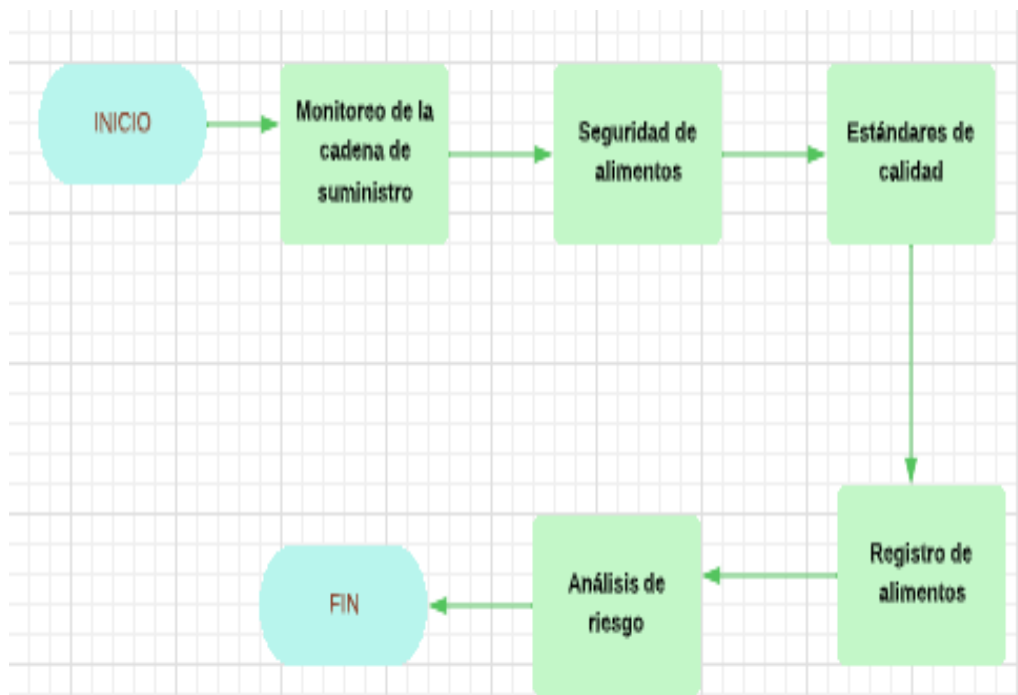 INICIO
Monitoreo de la
cadena de
suministro
Seguridad de
alimentos
Estándares de
calidad
Registro de
alimentos
Análisis de
riesgo
FIN